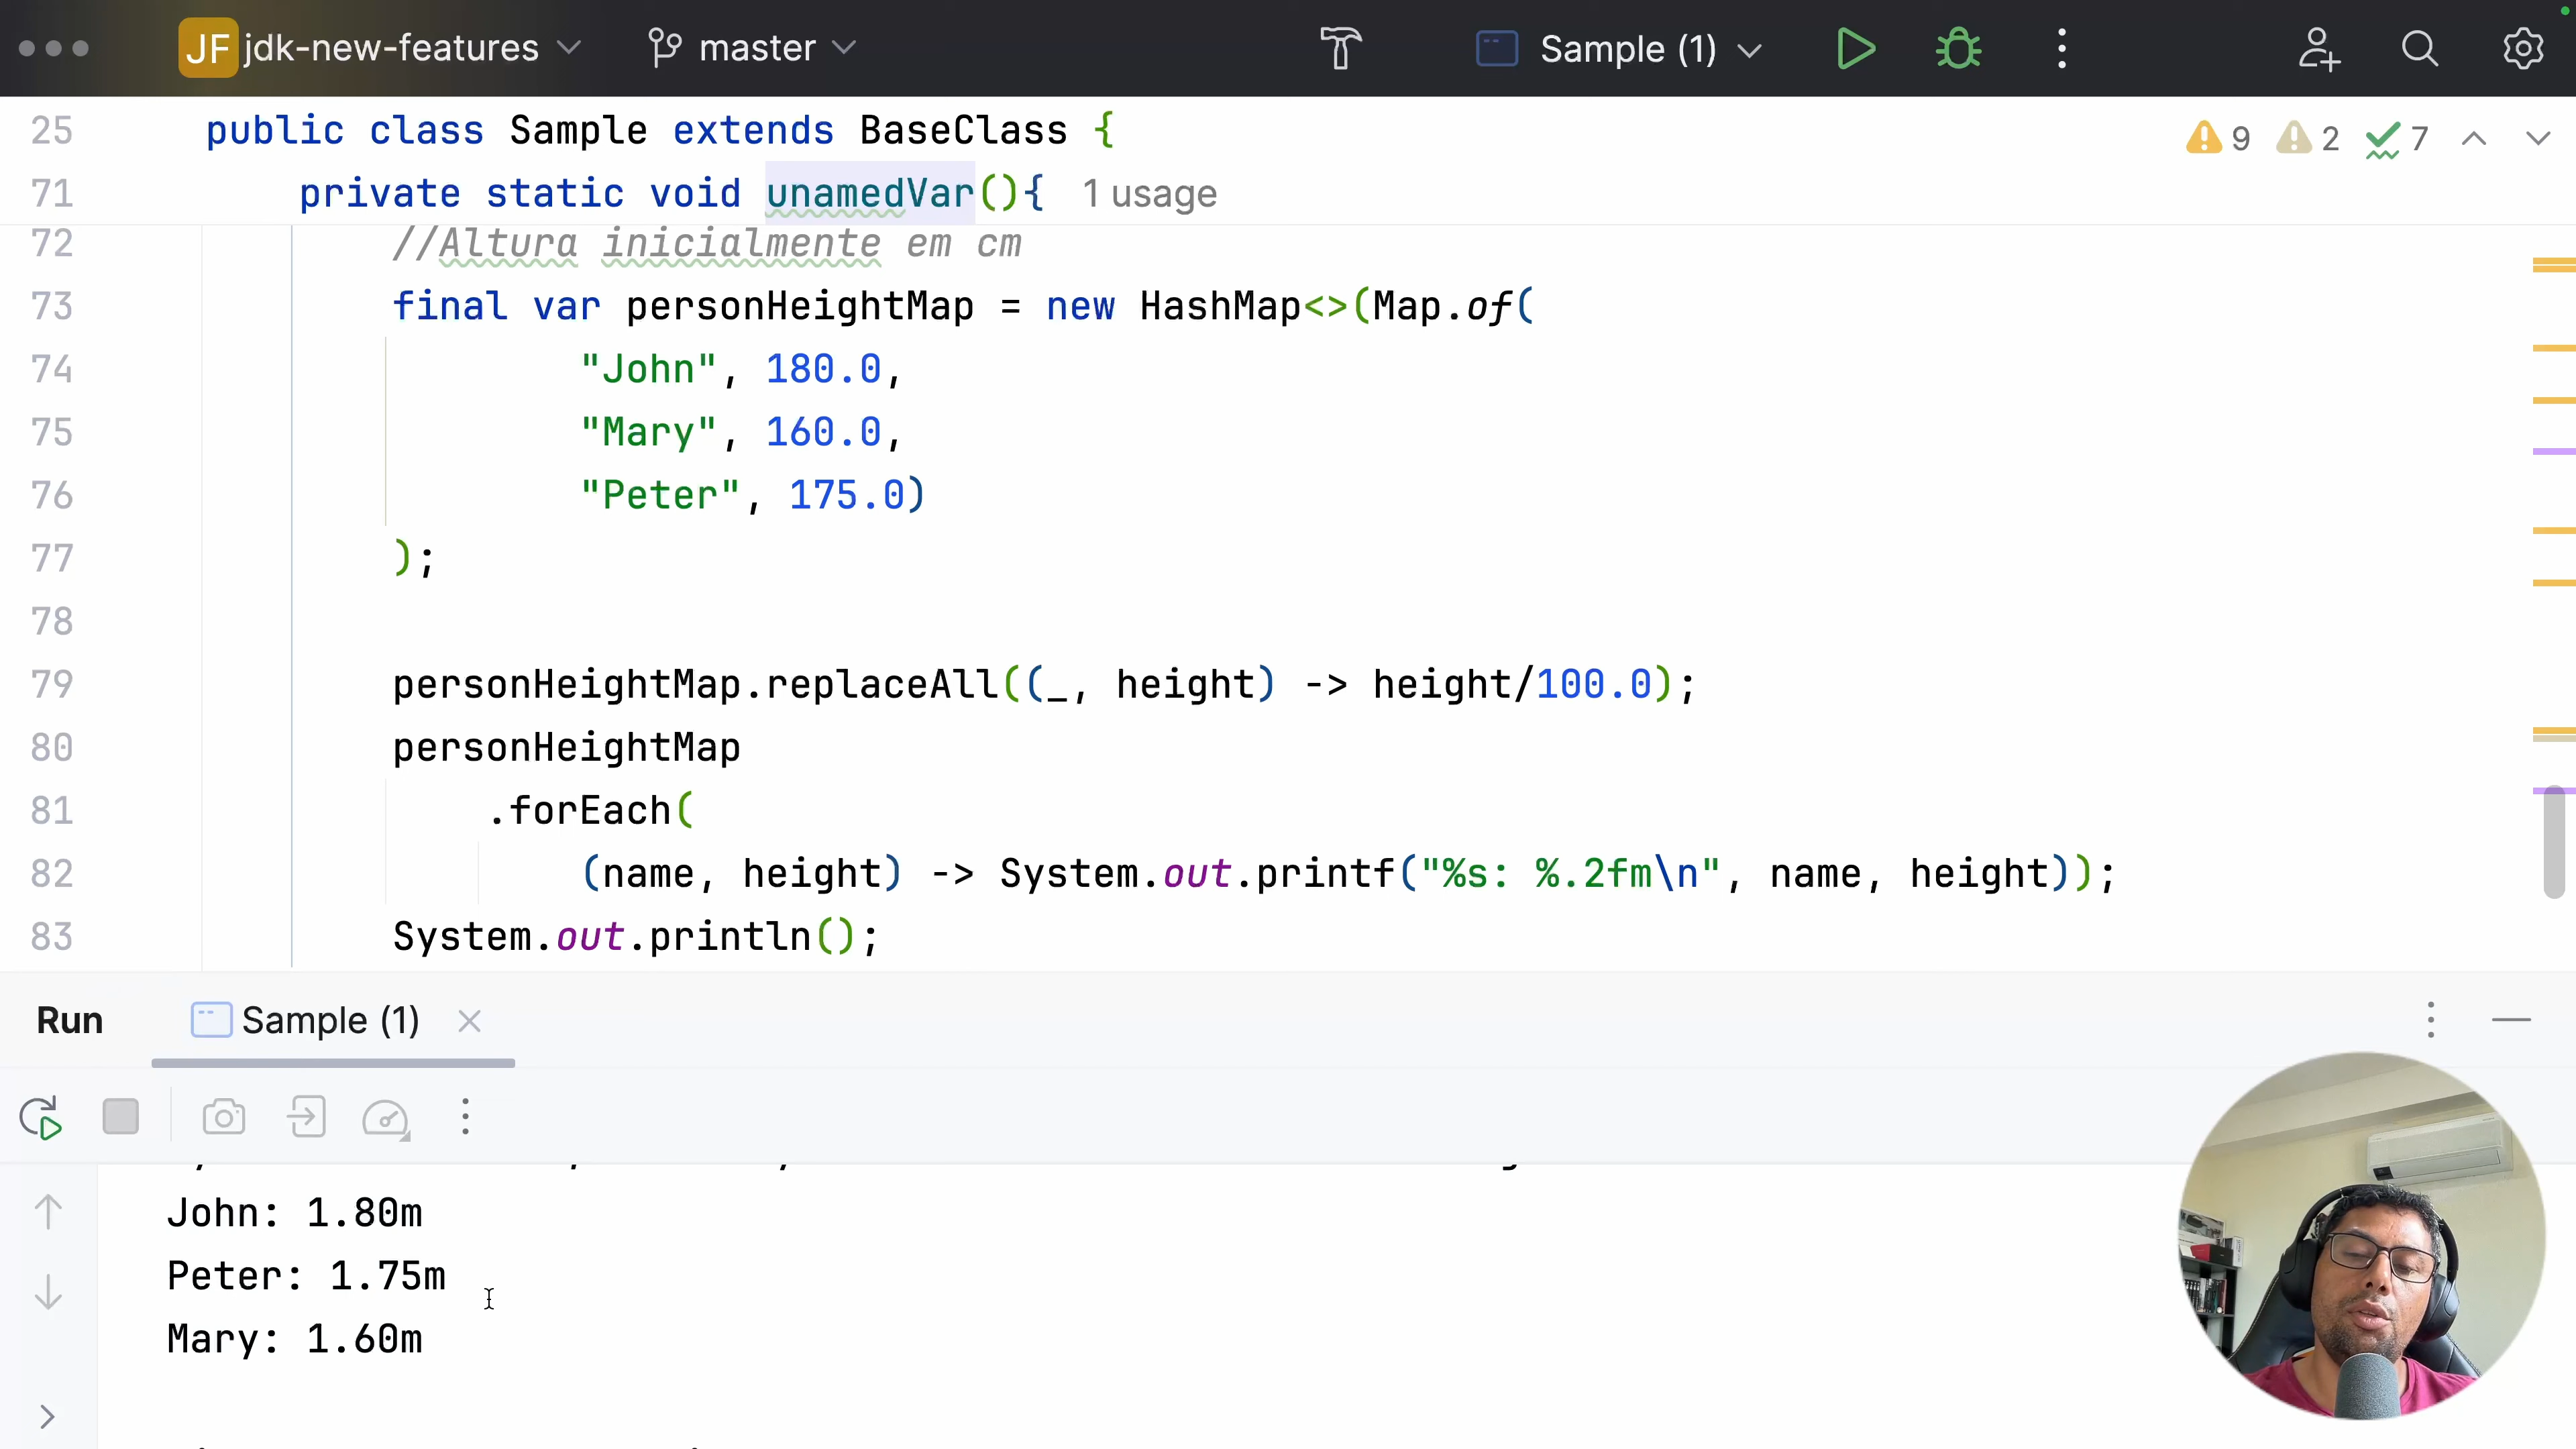 JF jdk-new-features master Sample (1)
25 public class Sample extends BaseClass { 9 2 7
71 private static void unamedVar(){ 1 usage
72 //Altura inicialmente em cm
73 final var personHeightMap = new HashMap<>(Map.of(
74 "John", 180.0,
75 "Mary", 160.0,
76 "Peter", 175.0)
77 );
78
79 personHeightMap.replaceAll((_, height) -> height/100.0);
80 personHeightMap
81 .forEach(
82 (name, height) -> System.out.printf("%s: %.2fm\n", name, height));
83 System.out.println();
Run Sample (1)
John: 1.80m
Peter: 1.75m
Mary: 1.60m